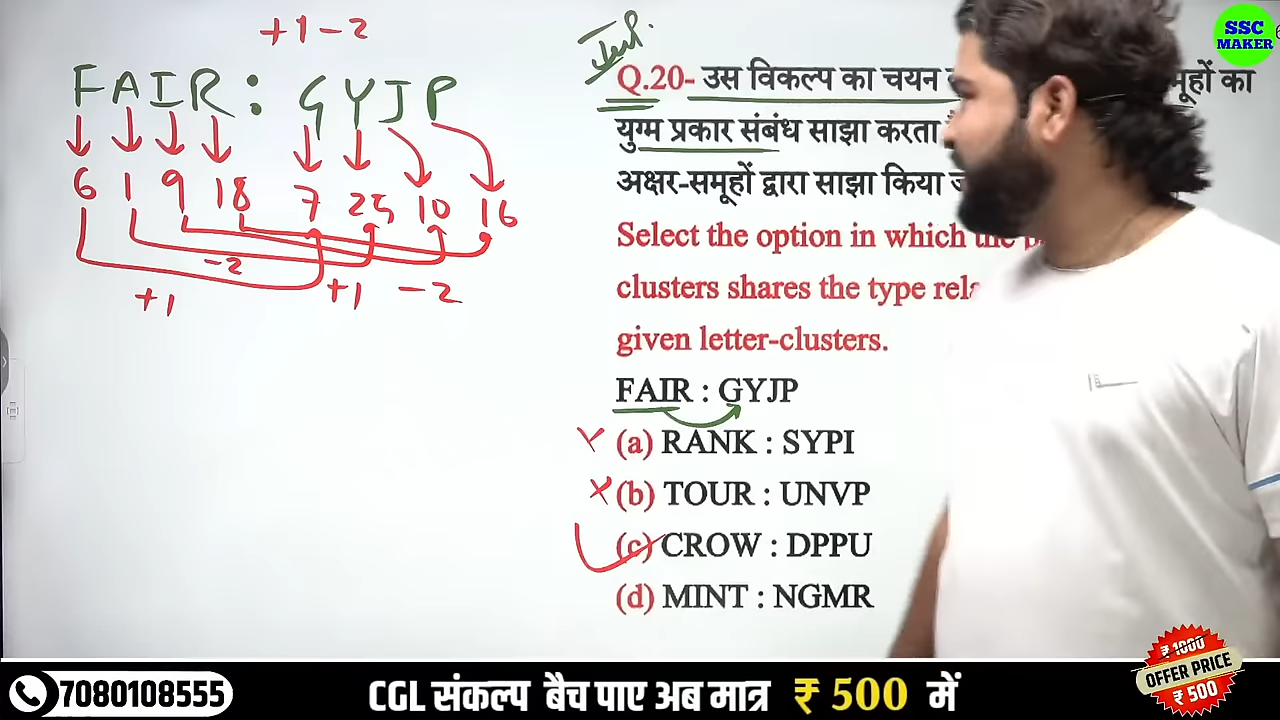 +1-2
FAIR : GYJP
6 1 9 18 7 25 10 16
-2
+1 +1 -2
SSC
MAKER
Q.20- उस विकल्प का चयन मूहों का
युग्म प्रकार संबंध साझा करता
अक्षर-समूहों द्वारा साझा किया
Select the option in which the
clusters shares the type
given letter-clusters.
FAIR : GYJP
(a) RANK : SYPI
(b) TOUR : UNVP
(c) CROW : DPPU
(d) MINT : NGMR
7080108555
CGL संकल्प बैच पाए अब मात्र ₹ 500 में
₹ 1000
OFFER PRICE
₹ 500